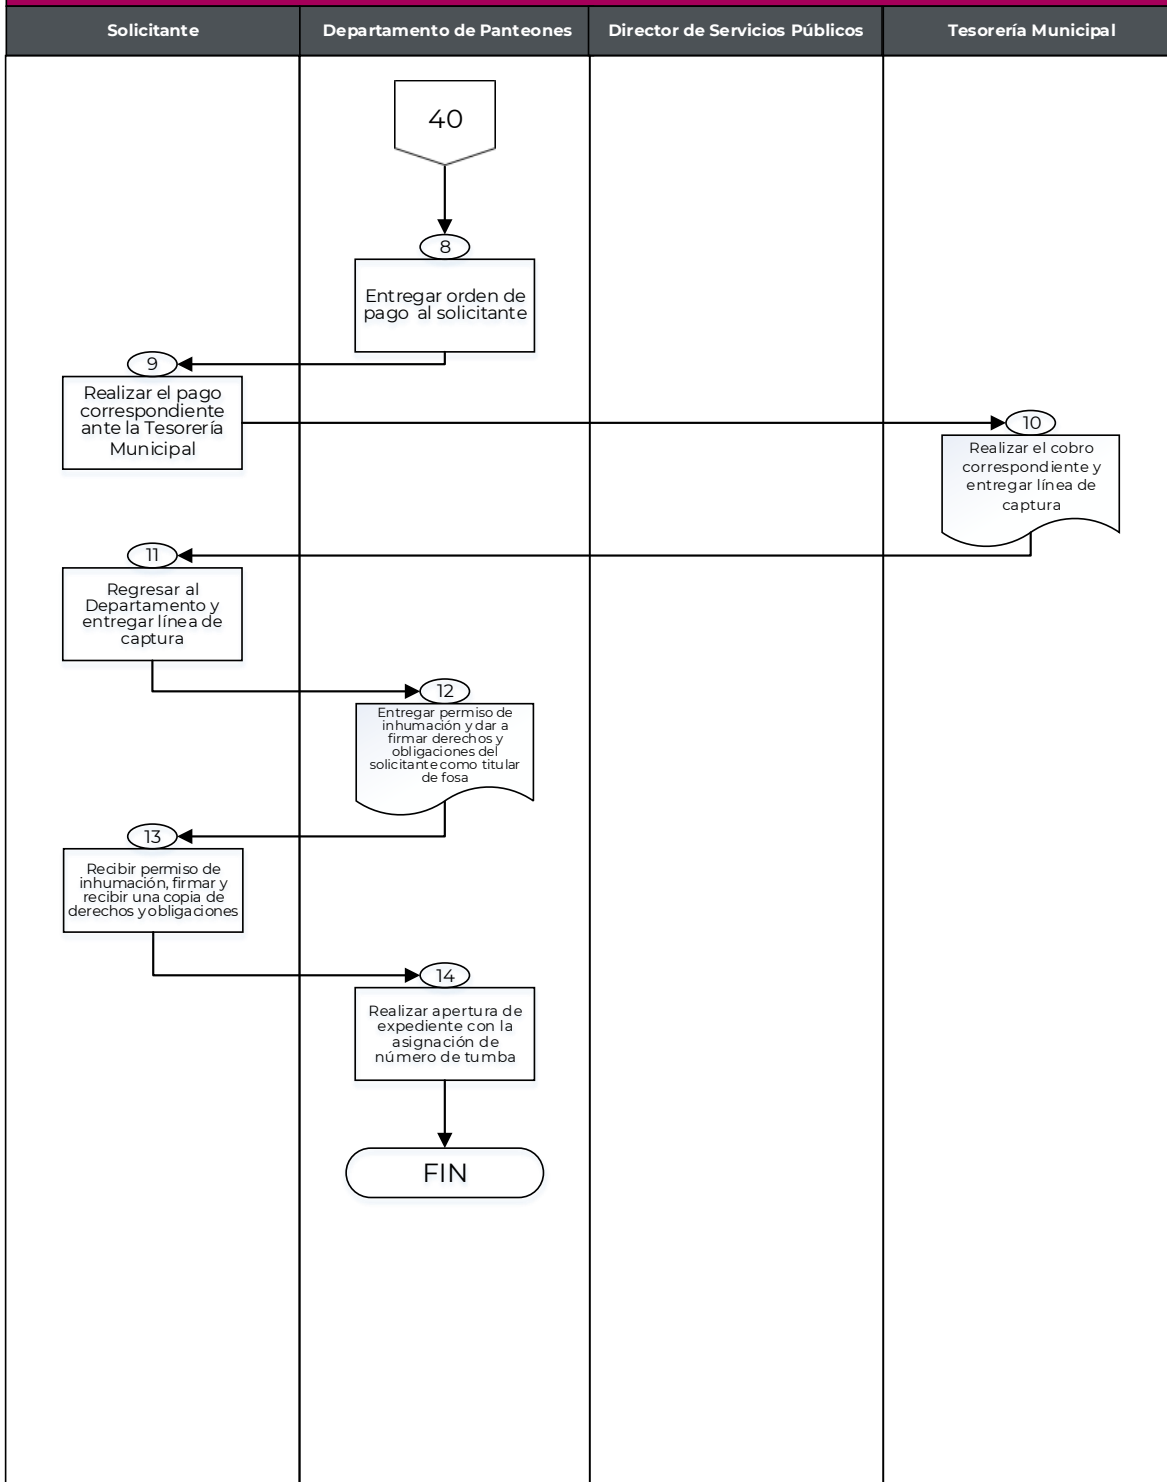 Solicitante
Departamento de Panteones
Director de Servicios Públicos
Tesorería Municipal
40
8
Entregar orden de
pago al solicitante
9
Realizar el pago
correspondiente
ante la Tesorería
Municipal
10
Realizar el cobro
correspondiente y
entregar línea de
captura
11
Regresar al
Departamento y
entregar línea de
captura
12
Entregar permiso de
inhumación y dar a
firmar derechos y
obligaciones del
solicitante como titular
de fosa
13
Recibir permiso de
inhumación, firmar y
recibir una copia de
derechos y obligaciones
14
Realizar apertura de
expediente con la
asignación de
número de tumba
FIN